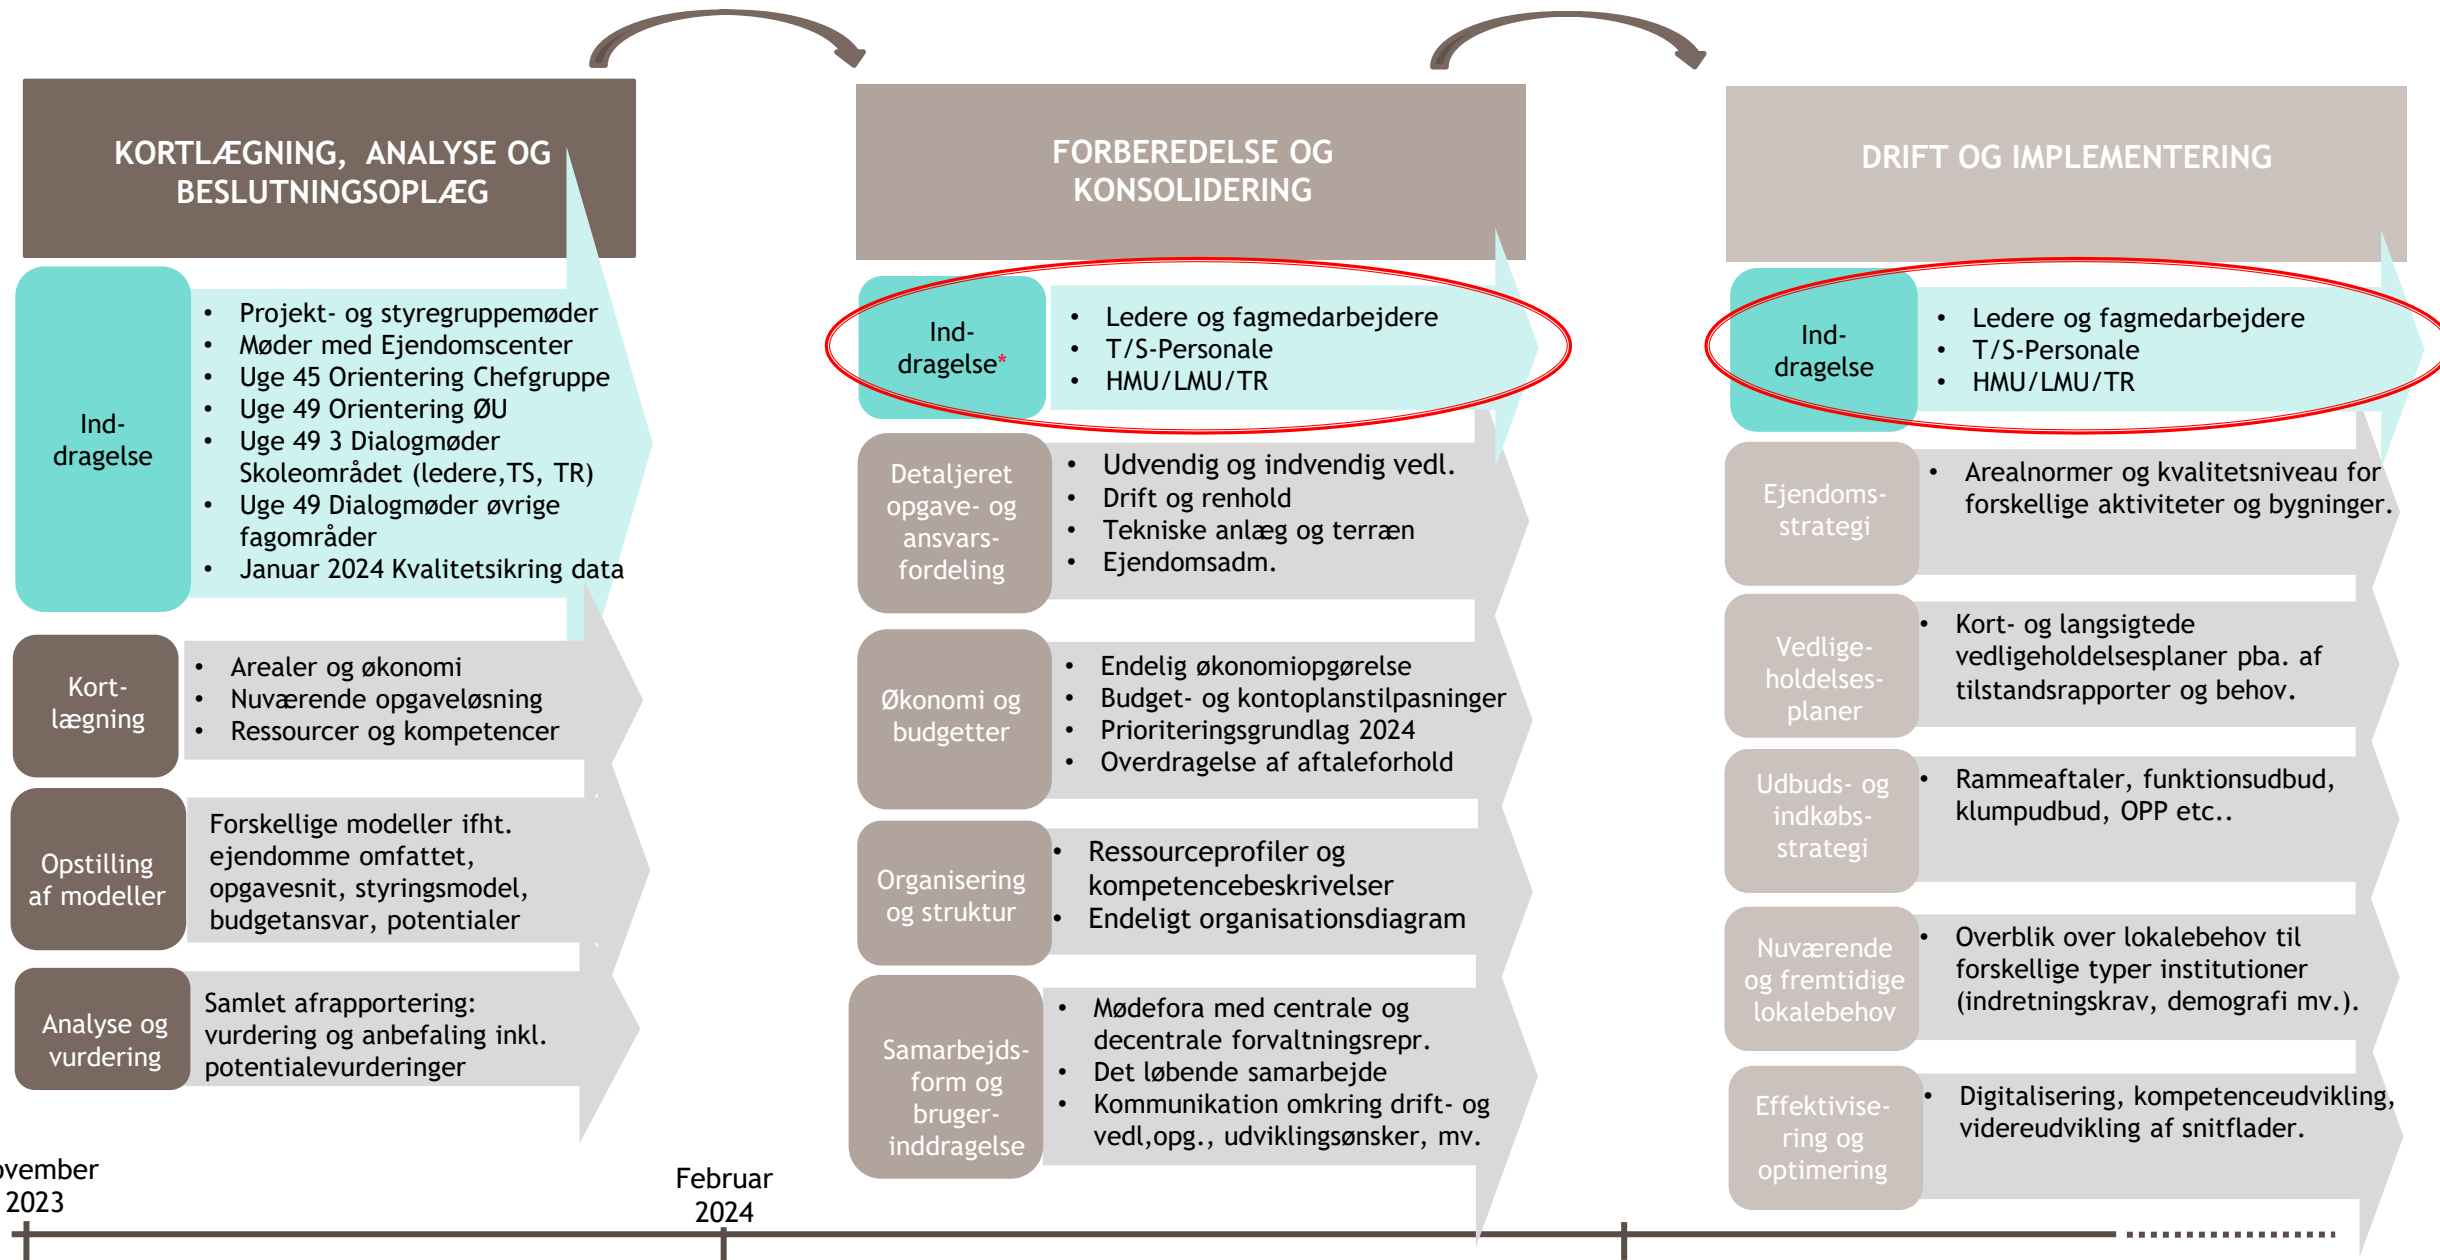 KORTLÆGNING, ANALYSE OG
BESLUTNINGSOPLÆG
Ind-
dragelse
• Projekt- og styregruppemøder
• Møder med Ejendomscenter
• Uge 45 Orientering Chefgruppe
• Uge 49 Orientering ØU
• Uge 49 3 Dialogmøder
Skoleområdet (ledere,TS, TR)
• Uge 49 Dialogmøder øvrige
fagområder
• Januar 2024 Kvalitetsikring data
Kort-
lægning
• Arealer og økonomi
• Nuværende opgaveløsning
• Ressourcer og kompetencer
Opstilling
af modeller
Forskellige modeller ifht.
ejendomme omfattet,
opgavesnit, styringsmodel,
budgetansvar, potentialer
Analyse og
vurdering
Samlet afrapportering:
vurdering og anbefaling inkl.
potentialevurderinger
FORBEREDELSE OG
KONSOLIDERING
Ind-
dragelse*
• Ledere og fagmedarbejdere
• T/S-Personale
• HMU/LMU/TR
Detaljeret
opgave- og
ansvars-
fordeling
• Udvendig og indvendig vedl.
• Drift og renhold
• Tekniske anlæg og terræn
• Ejendomsadm.
Økonomi og
budgetter
• Endelig økonomiopgørelse
• Budget- og kontoplanstilpasninger
• Prioriteringsgrundlag 2024
• Overdragelse af aftaleforhold
Organisering
og struktur
• Ressourceprofiler og
kompetencebeskrivelser
• Endeligt organisationsdiagram
Samarbejds-
form og
bruger-
inddragelse
• Mødefora med centrale og
decentrale forvaltningsrepr.
• Det løbende samarbejde
• Kommunikation omkring drift- og
vedl,opg., udviklingsønsker, mv.
DRIFT OG IMPLEMENTERING
Ind-
dragelse
• Ledere og fagmedarbejdere
• T/S-Personale
• HMU/LMU/TR
Ejendoms-
strategi
• Arealnormer og kvalitetsniveau for
forskellige aktiviteter og bygninger.
Vedlige-
holdelses-
planer
• Kort- og langsigtede
vedligeholdelsesplaner pba. af
tilstandsrapporter og behov.
Udbuds- og
indkøbs-
strategi
• Rammeaftaler, funktionsudbud,
klumpudbud, OPP etc..
Nuværende
og fremtidige
lokalebehov
• Overblik over lokalebehov til
forskellige typer institutioner
(indretningskrav, demografi mv.).
Effektivise-
ring og
optimering
• Digitalisering, kompetenceudvikling,
videreudvikling af snitflader.
ovember
2023
Februar
2024